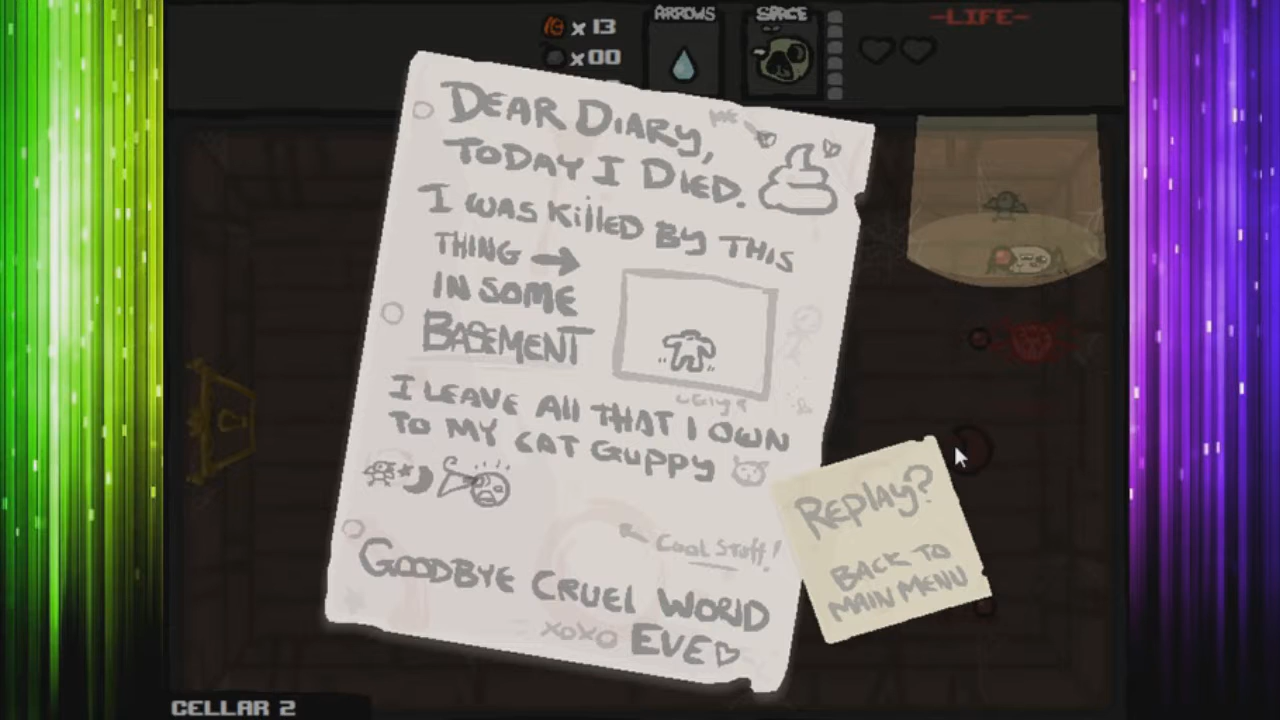 x 13
x 00
ARROWS
SPACE
-LIFE-
DEAR DIARY,
TODAY I DIED.
I WAS KILLED BY THIS
THING →
IN SOME
BASEMENT
I LEAVE ALL THAT I OWN
TO MY CAT GUPPY
COOL STUFF!
GOODBYE CRUEL WORLD
XOXO EVE
REPLAY?
BACK TO
MAIN MENU
CELLAR 2